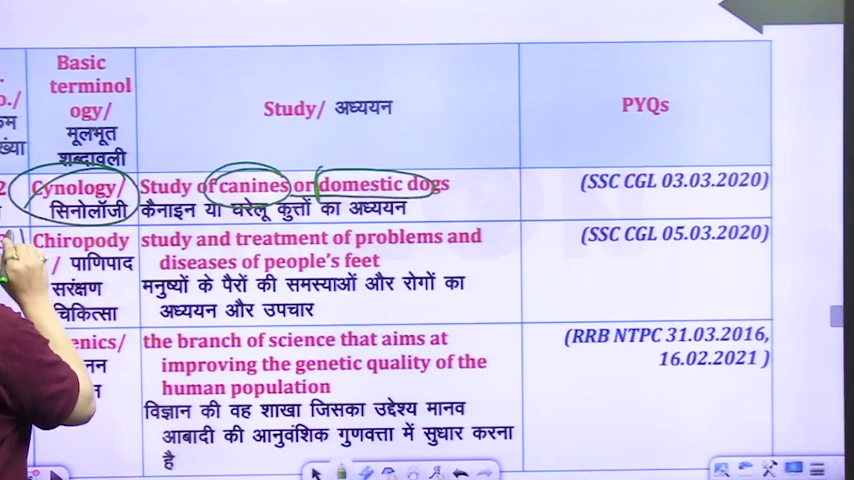 Basic
terminol
ogy/
मूलभूत
शब्दावली
Study/ अध्ययन
PYQs
Cynology/
सिनोलॉजी
Study of canines or domestic dogs
कैनाइन या घरेलू कुत्तों का अध्ययन
(SSC CGL 03.03.2020)
Chiropody
/ पाणिपाद
सरंक्षण
चिकित्सा
study and treatment of problems and
diseases of people's feet
मनुष्यों के पैरों की समस्याओं और रोगों का
अध्ययन और उपचार
(SSC CGL 05.03.2020)
the branch of science that aims at
improving the genetic quality of the
human population
विज्ञान की वह शाखा जिसका उद्देश्य मानव
आबादी की आनुवंशिक गुणवत्ता में सुधार करना
है
(RRB NTPC 31.03.2016,
16.02.2021 )